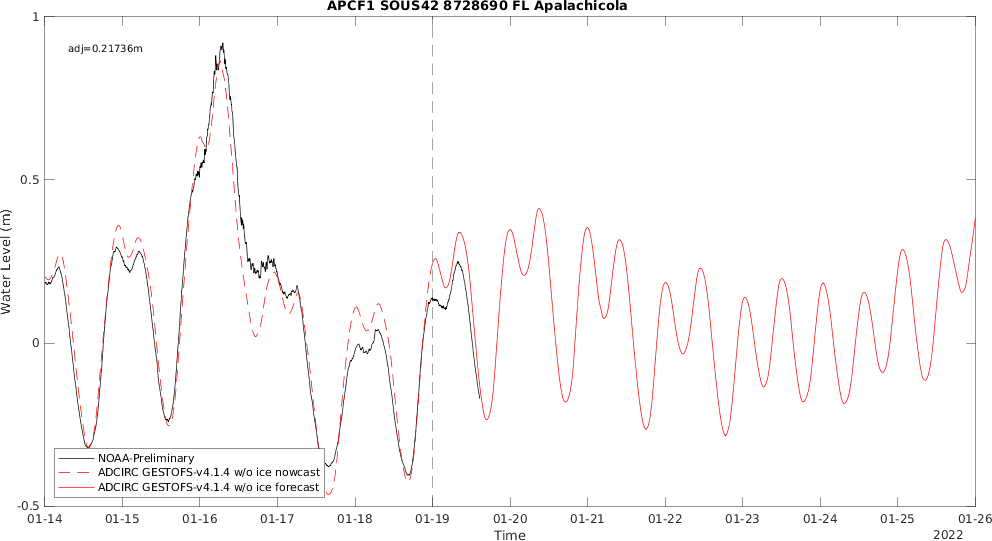 APCF1 SOUS42 8728690 FL Apalachicola
adj=0.21736m
Water Level (m)
1
0.5
0
-0.5
NOAA-Preliminary
ADCIRC GESTOFS-v4.1.4 w/o ice nowcast
ADCIRC GESTOFS-v4.1.4 w/o ice forecast
01-14 01-15 01-16 01-17 01-18 01-19 01-20 01-21 01-22 01-23 01-24 01-25 01-26
Time
2022